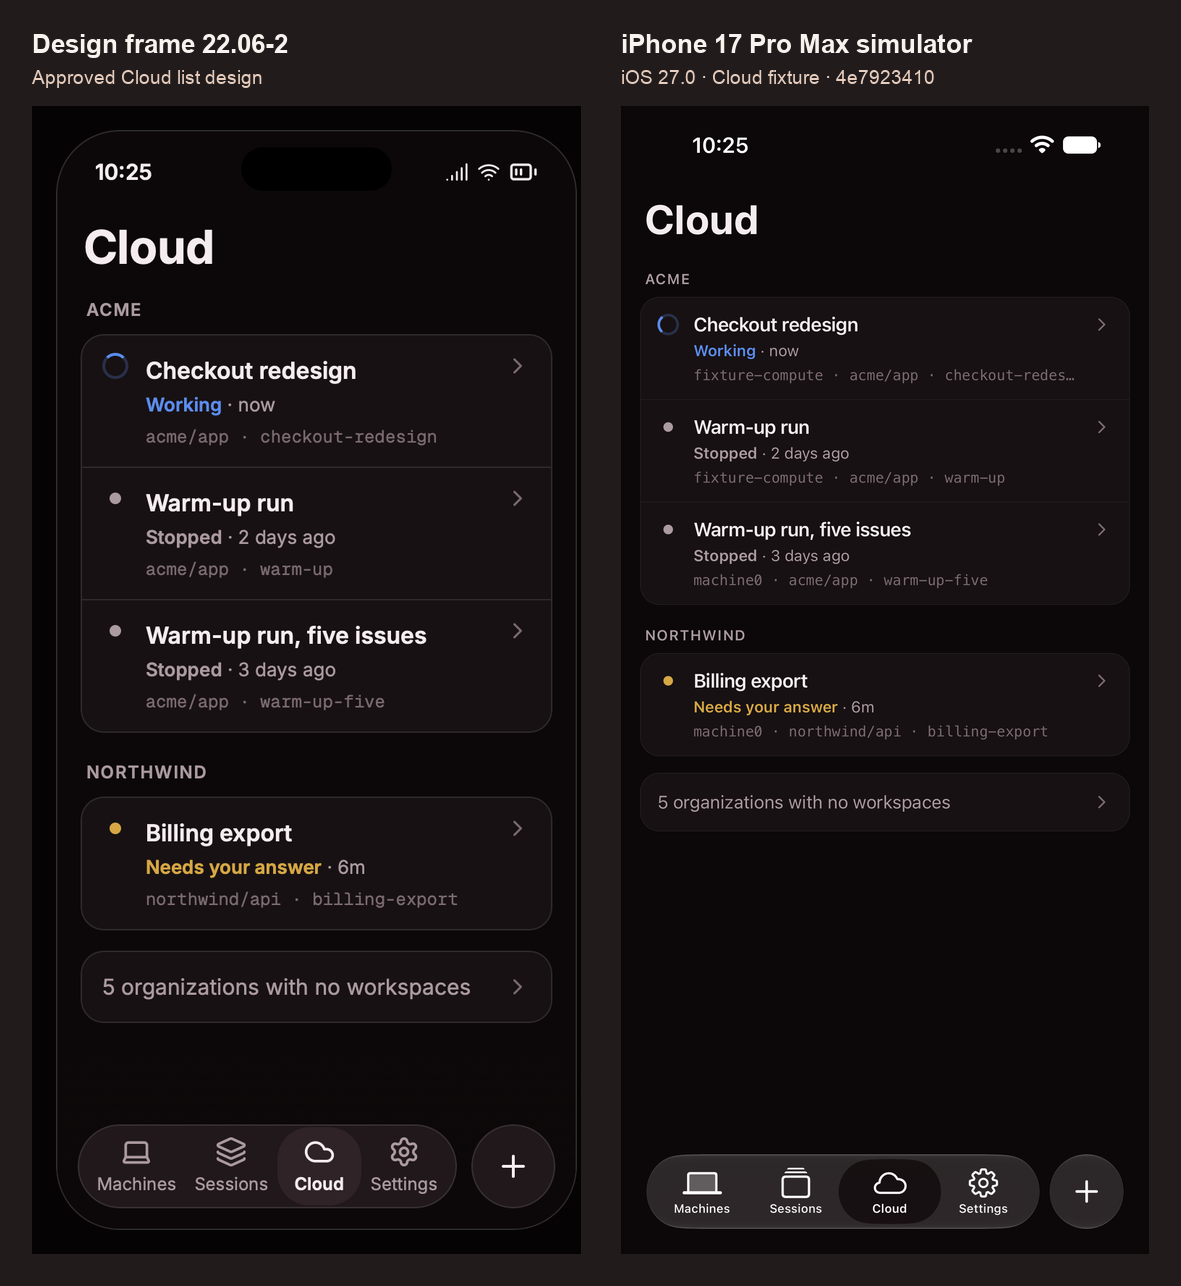 Design frame 22.06-2
Approved Cloud list design
10:25
Cloud
ACME
Checkout redesign
Working · now
acme/app · checkout-redesign
Warm-up run
Stopped · 2 days ago
acme/app · warm-up
Warm-up run, five issues
Stopped · 3 days ago
acme/app · warm-up-five
NORTHWIND
Billing export
Needs your answer · 6m
northwind/api · billing-export
5 organizations with no workspaces
Machines
Sessions
Cloud
Settings
iPhone 17 Pro Max simulator
iOS 27.0 · Cloud fixture · 4e7923410
10:25
Cloud
ACME
Checkout redesign
Working · now
fixture-compute · acme/app · checkout-redes…
Warm-up run
Stopped · 2 days ago
fixture-compute · acme/app · warm-up
Warm-up run, five issues
Stopped · 3 days ago
machine0 · acme/app · warm-up-five
NORTHWIND
Billing export
Needs your answer · 6m
machine0 · northwind/api · billing-export
5 organizations with no workspaces
Machines
Sessions
Cloud
Settings